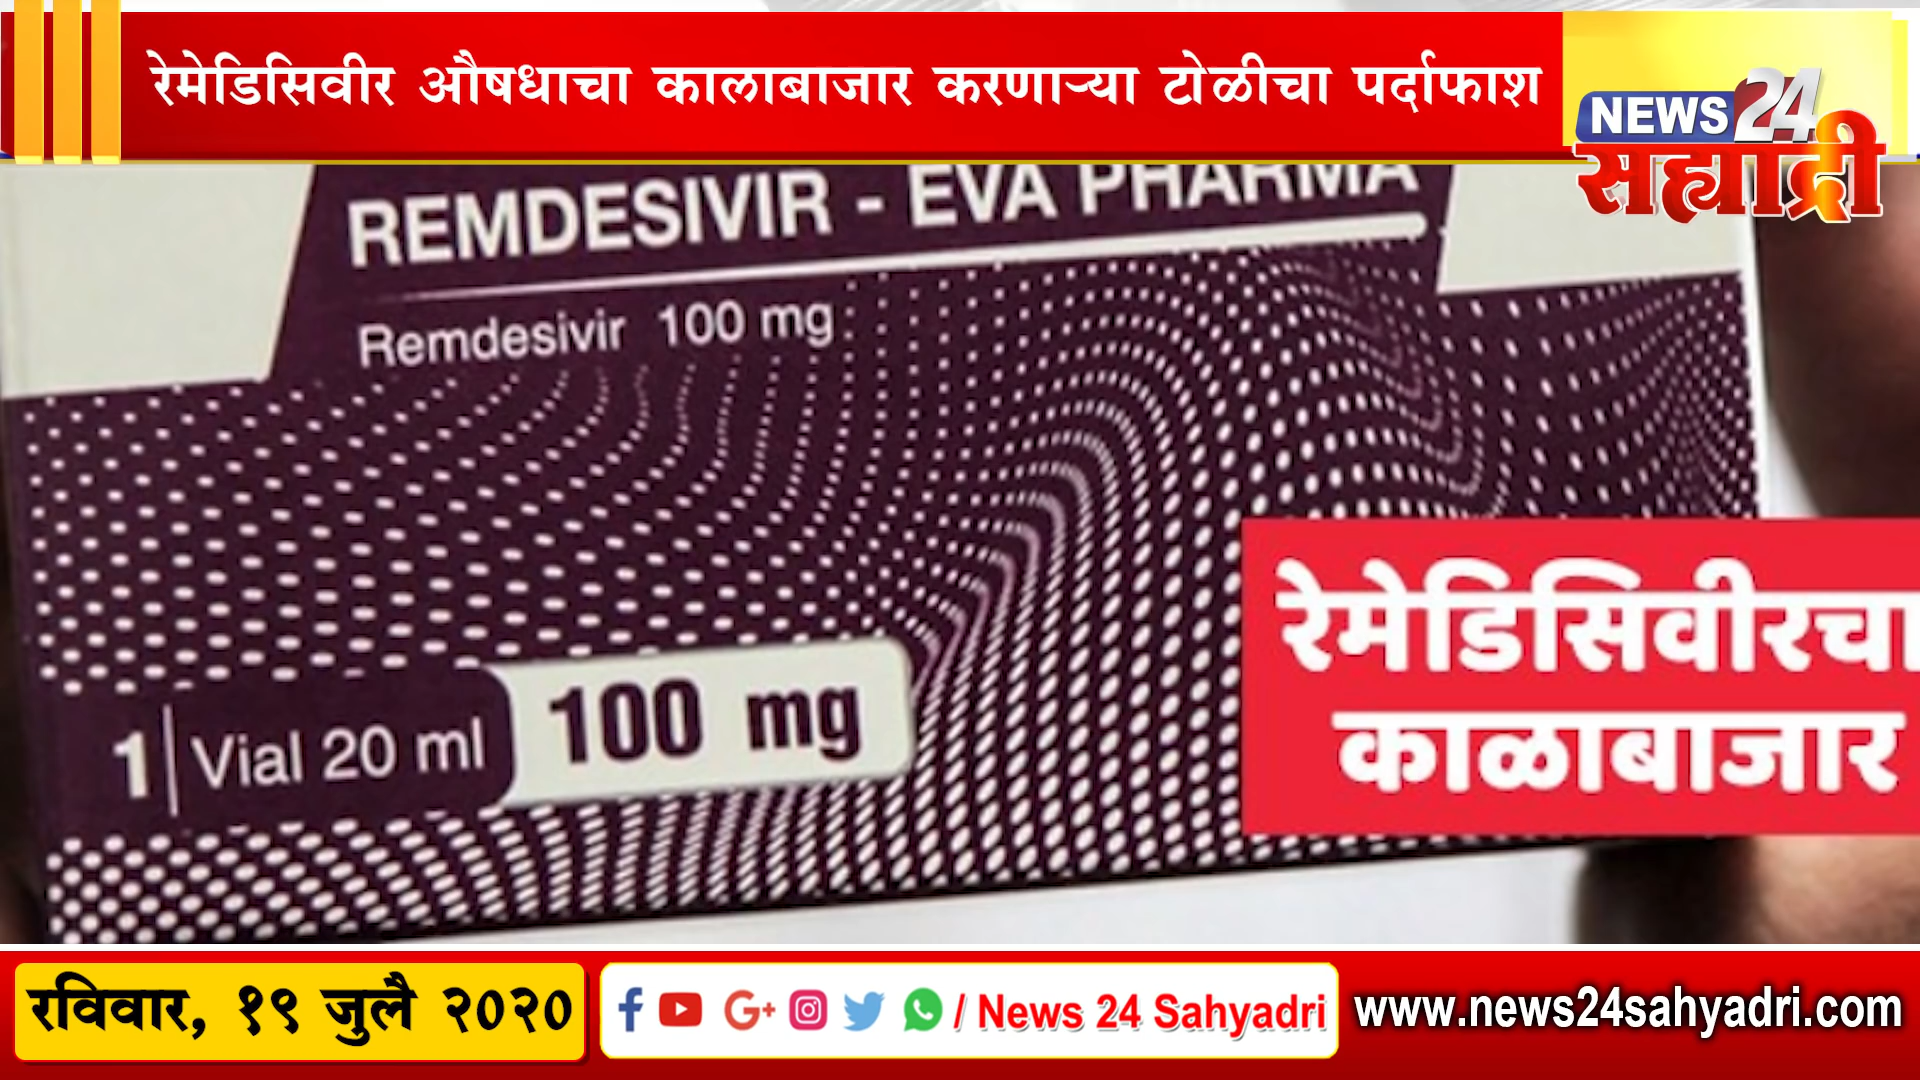 रेमेडिसिवीर औषधाचा कालाबाजार करणाऱ्या टोळीचा पर्दाफाश
NEWS 24
सह्याद्री
REMDESIVIR - EVA PHARMA
Remdesivir 100 mg
रेमेडिसिवीरचा
काळाबाजार
1 Vial 20 ml 100 mg
रविवार, १९ जुलै २०२०
/ News 24 Sahyadri
www.news24sahyadri.com